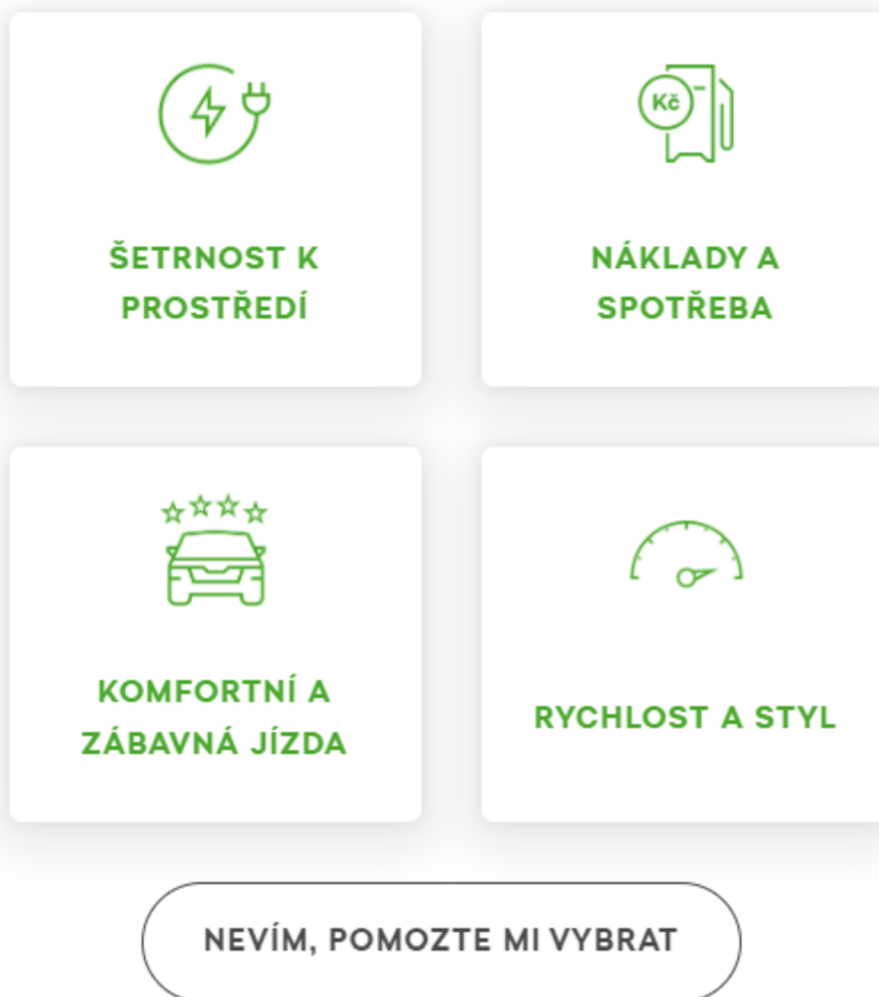 ŠETRNOST K
PROSTŘEDÍ
Kč
NÁKLADY A
SPOTŘEBA
KOMFORTNÍ A
ZÁBAVNÁ JÍZDA
RYCHLOST A STYL
NEVÍM, POMOZTE MI VYBRAT